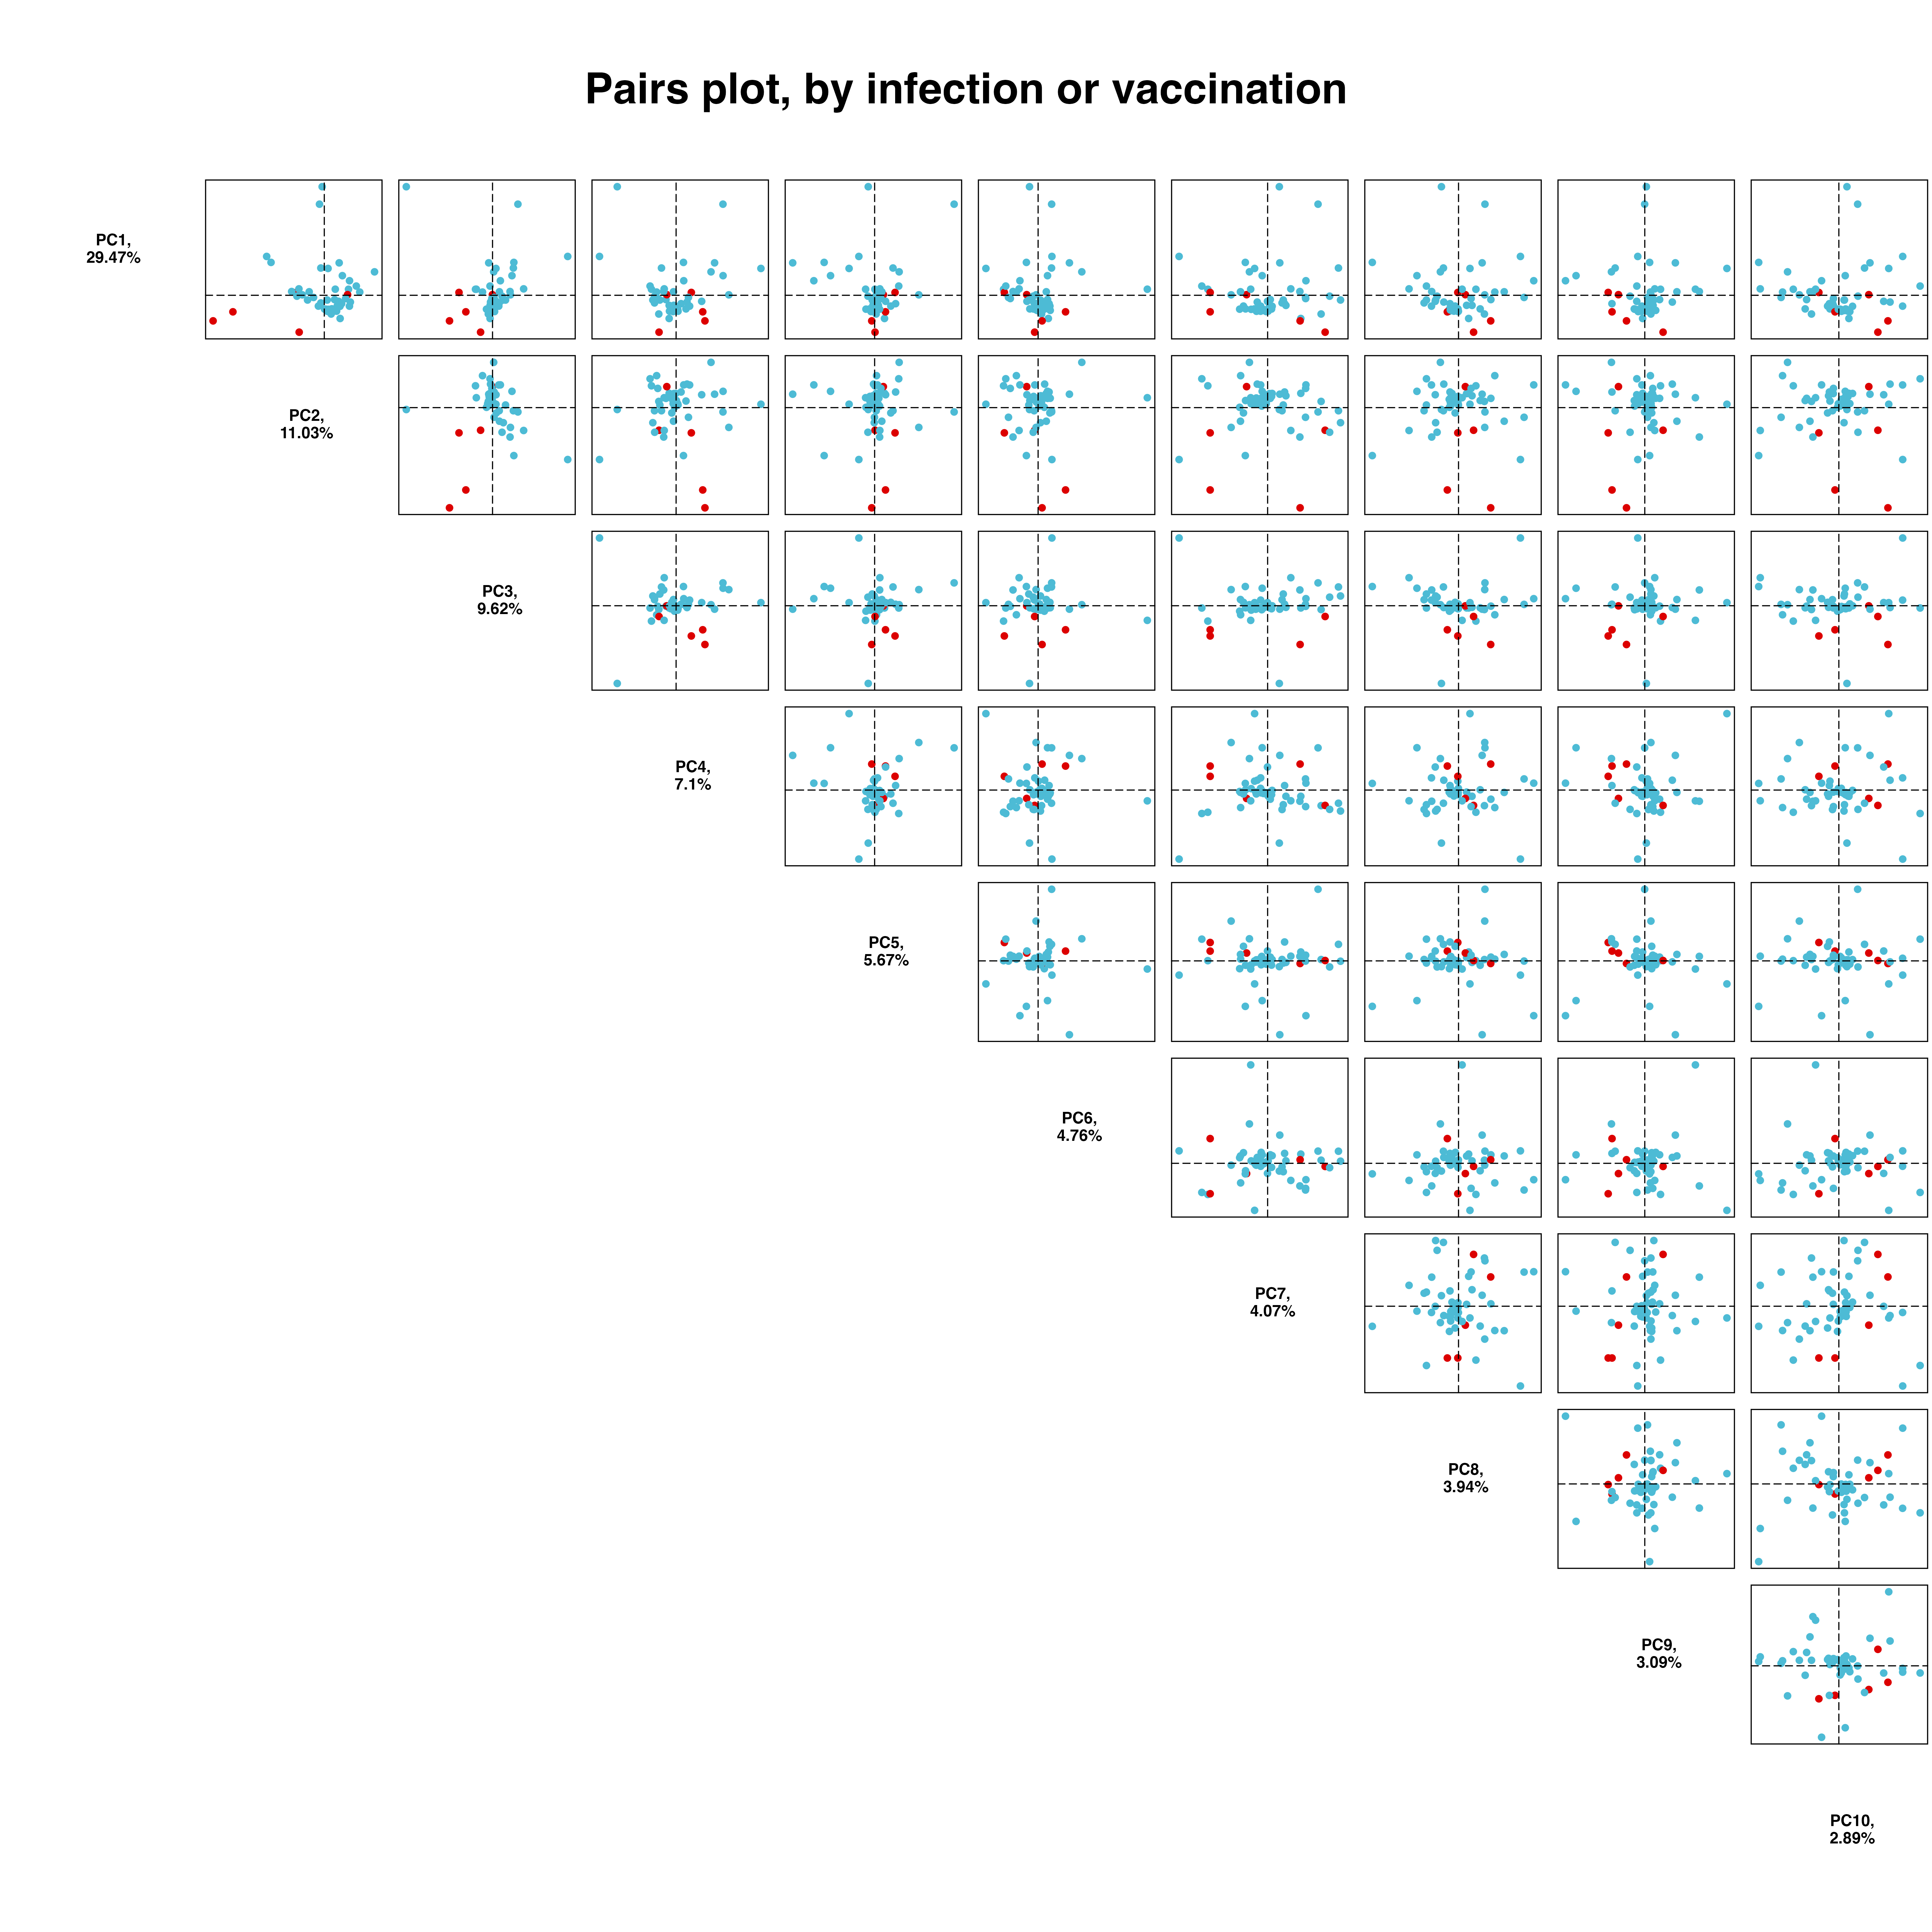 Pairs plot, by infection or vaccination
PC1,
29.47%
PC2,
11.03%
PC3,
9.62%
PC4,
7.1%
PC5,
5.67%
PC6,
4.76%
PC7,
4.07%
PC8,
3.94%
PC9,
3.09%
PC10,
2.89%